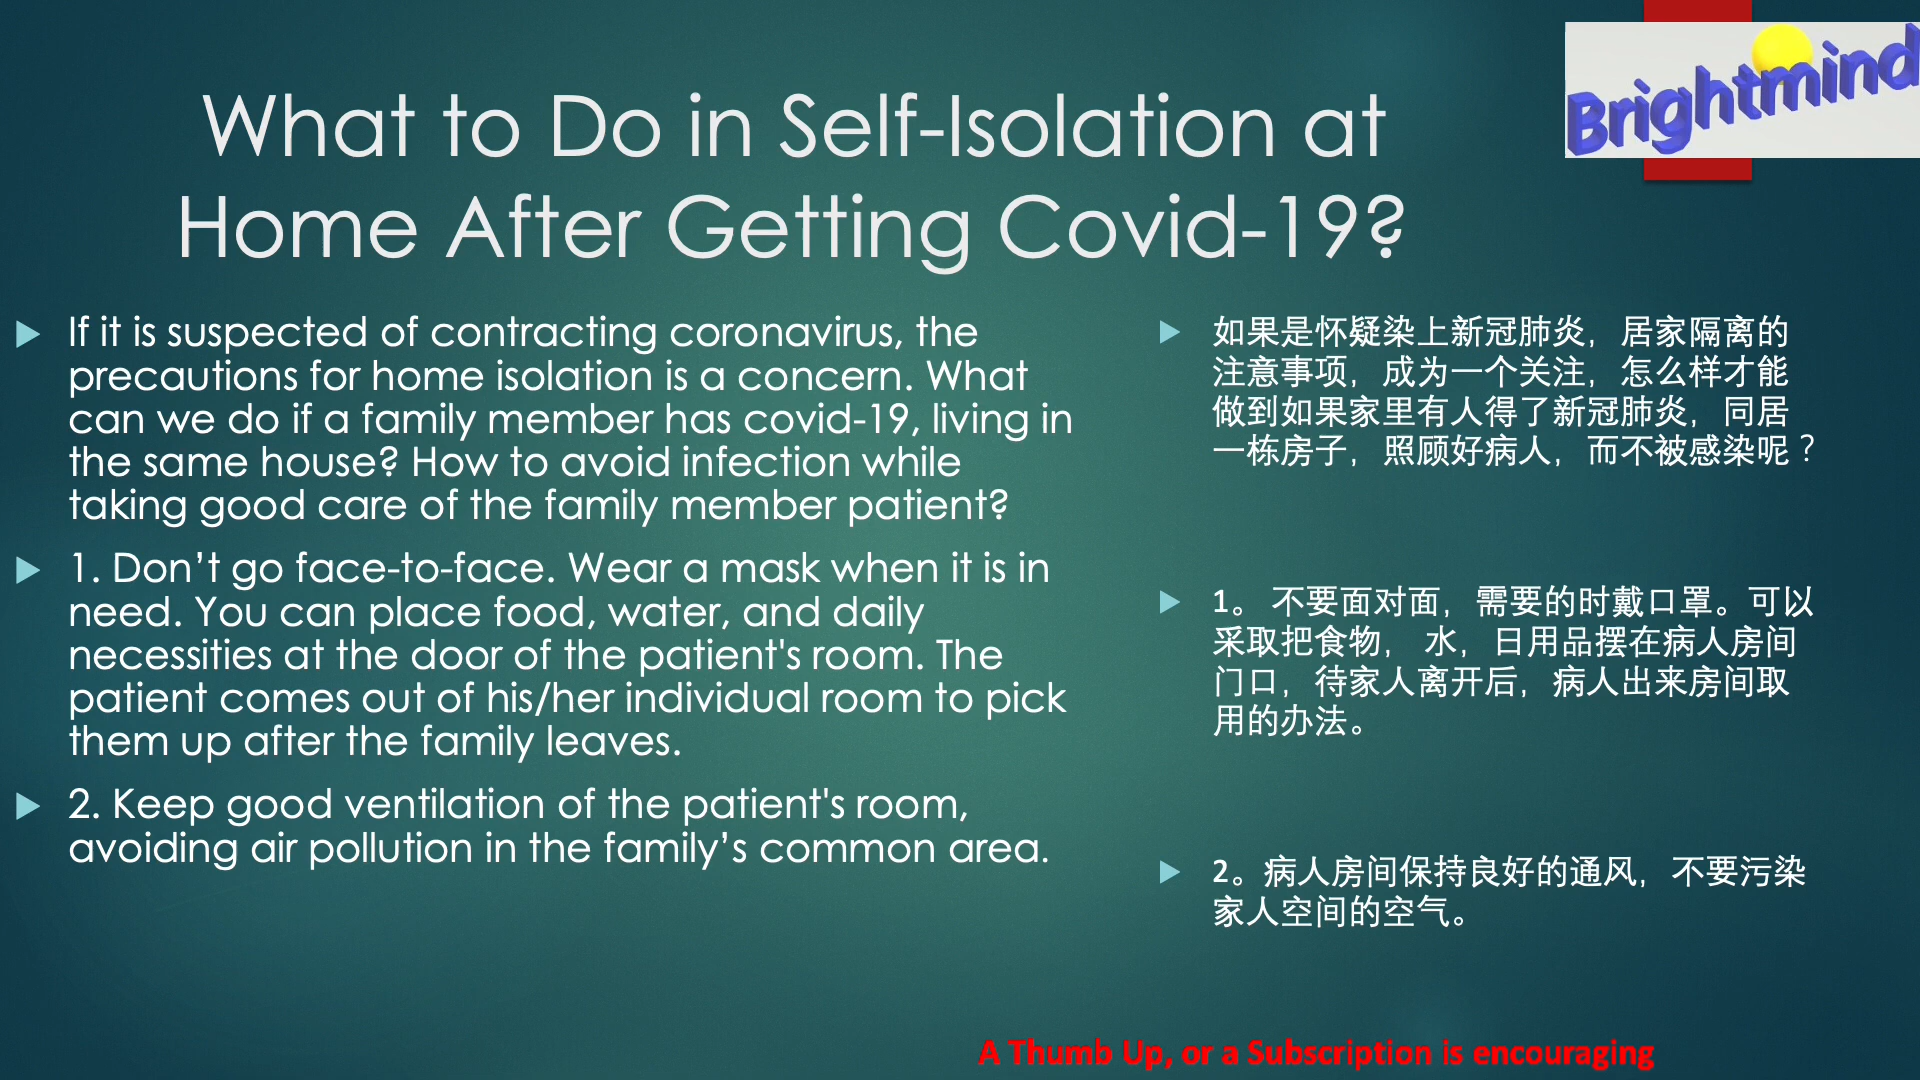 Brightmind
What to Do in Self-Isolation at
Home After Getting Covid-19?
If it is suspected of contracting coronavirus, the
precautions for home isolation is a concern. What
can we do if a family member has covid-19, living in
the same house? How to avoid infection while
taking good care of the family member patient?
1. Don’t go face-to-face. Wear a mask when it is in
need. You can place food, water, and daily
necessities at the door of the patient's room. The
patient comes out of his/her individual room to pick
them up after the family leaves.
2. Keep good ventilation of the patient's room,
avoiding air pollution in the family’s common area.
如果是怀疑染上新冠肺炎，居家隔离的
注意事项，成为一个关注，怎么样才能
做到如果家里有人得了新冠肺炎，同居
一栋房子，照顾好病人，而不被感染呢？
1。 不要面对面，需要的时戴口罩。可以
采取把食物， 水，日用品摆在病人房间
门口，待家人离开后，病人出来房间取
用的办法。
2。病人房间保持良好的通风，不要污染
家人空间的空气。
A Thumb Up, or a Subscription is encouraging